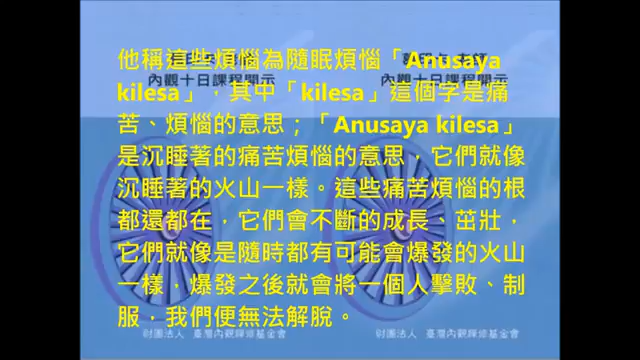 他稱這些煩惱為隨眠煩惱「Anusaya
內觀十日課程開示 內觀十日課程開示
kilesa」，其中「kilesa」這個字是痛
苦、煩惱的意思；「Anusaya kilesa」
是沉睡著的痛苦煩惱的意思，它們就像
沉睡著的火山一樣。這些痛苦煩惱的根
都還都在，它們會不斷的成長、茁壯，
它們就像是隨時都有可能會爆發的火山
一樣，爆發之後就會將一個人擊敗、制
服，我們便無法解脫。
財團法人 臺灣內觀禪修基金會 財團法人 臺灣內觀禪修基金會